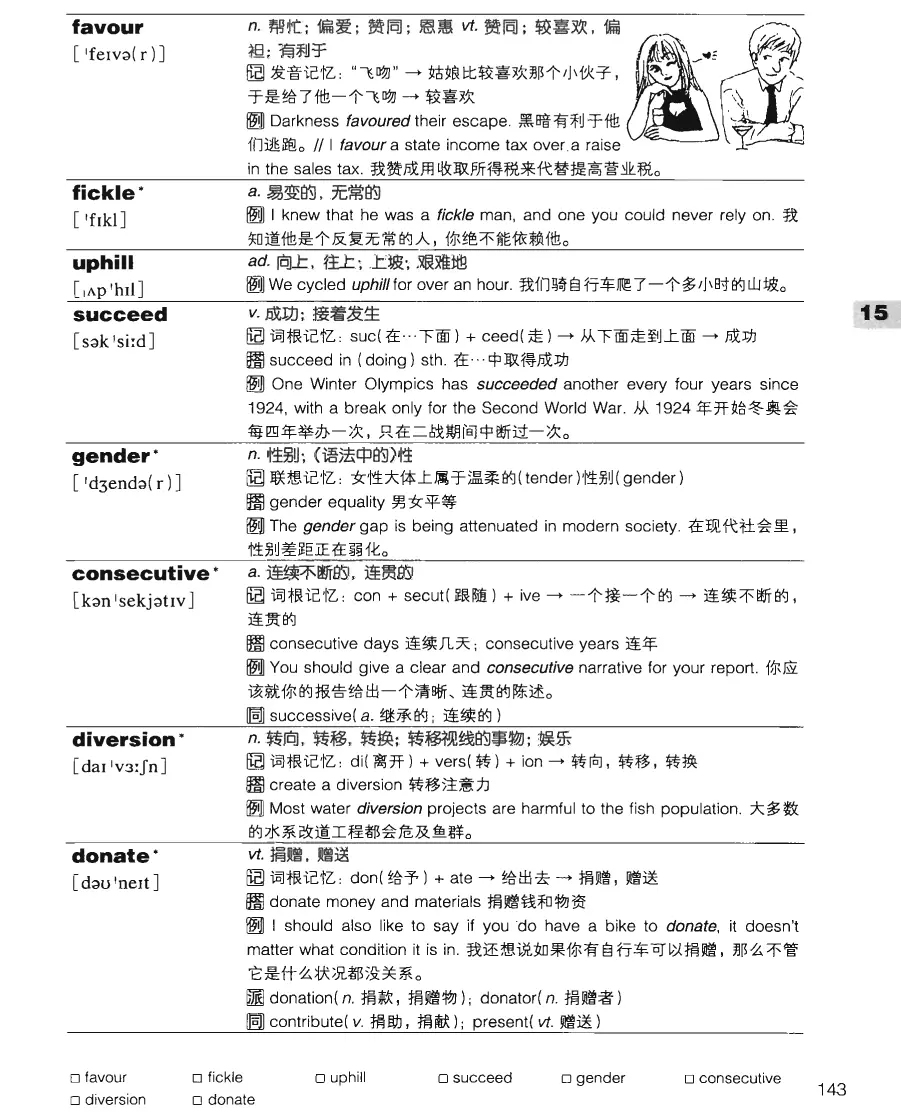 favour
[ ˈfeɪvə(r)]
n. 帮忙；偏爱；赞同；恩惠 vt. 赞同；较喜欢，偏
袒；有利于
[记] 发音记忆：“飞吻” → 姑娘比较喜欢那个小伙子，
于是给了他一个飞吻 → 较喜欢
[例] Darkness favoured their escape. 黑暗有利于他
们逃跑。// I favour a state income tax over a raise
in the sales tax. 我赞成用收取所得税来代替提高营业税。
fickle*
[ ˈfɪkl]
a. 易变的，无常的
[例] I knew that he was a fickle man, and one you could never rely on. 我
知道他是个反复无常的人，你绝不能依赖他。
uphill
[ˌʌpˈhɪl]
ad. 向上，往上；上坡；艰难地
[例] We cycled uphill for over an hour. 我们骑自行车爬了一个多小时的山坡。
succeed
[səkˈsiːd]
v. 成功；接着发生
[记] 词根记忆：suc(在…下面) + ceed(走) → 从下面走到上面 → 成功
[搭] succeed in (doing) sth. 在…中取得成功
[例] One Winter Olympics has succeeded another every four years since
1924, with a break only for the Second World War. 从 1924 年开始冬奥会
每四年举办一次，只在二战期间中断过一次。
gender*
[ ˈdʒendə(r)]
n. 性别；(语法中的)性
[记] 联想记忆：女性大体上属于温柔的(tender)性别(gender)
[搭] gender equality 男女平等
[例] The gender gap is being attenuated in modern society. 在现代社会里，
性别差距正在弱化。
consecutive*
[kənˈsekjətɪv]
a. 连续不断的，连贯的
[记] 词根记忆：con + secut(跟随) + ive → 一个接一个的 → 连续不断的，
连贯的
[搭] consecutive days 连续几天；consecutive years 连年
[例] You should give a clear and consecutive narrative for your report. 你应
该就你的报告给出一个清晰、连贯的陈述。
[同] successive(a. 继承的；连续的)
diversion*
[daɪˈvɜːʃn]
n. 转向，转移，转换；转移视线的事物；娱乐
[记] 词根记忆：di(离开) + vers(转) + ion → 转向，转移，转换
[搭] create a diversion 转移注意力
[例] Most water diversion projects are harmful to the fish population. 大多数
的水系改道工程都会危及鱼群。
donate*
[dəʊˈneɪt]
vt. 捐赠，赠送
[记] 词根记忆：don(给予) + ate → 给出去 → 捐赠，赠送
[搭] donate money and materials 捐赠钱和物资
[例] I should also like to say if you do have a bike to donate, it doesn't
matter what condition it is in. 我还想说如果你有自行车可以捐赠，那么不管
它是什么状况都没关系。
[派] donation(n. 捐款，捐赠物)；donator(n. 捐赠者)
[同] contribute(v. 捐助，捐献)；present(vt. 赠送)
15
□ favour □ fickle □ uphill □ succeed □ gender □ consecutive
□ diversion □ donate
143